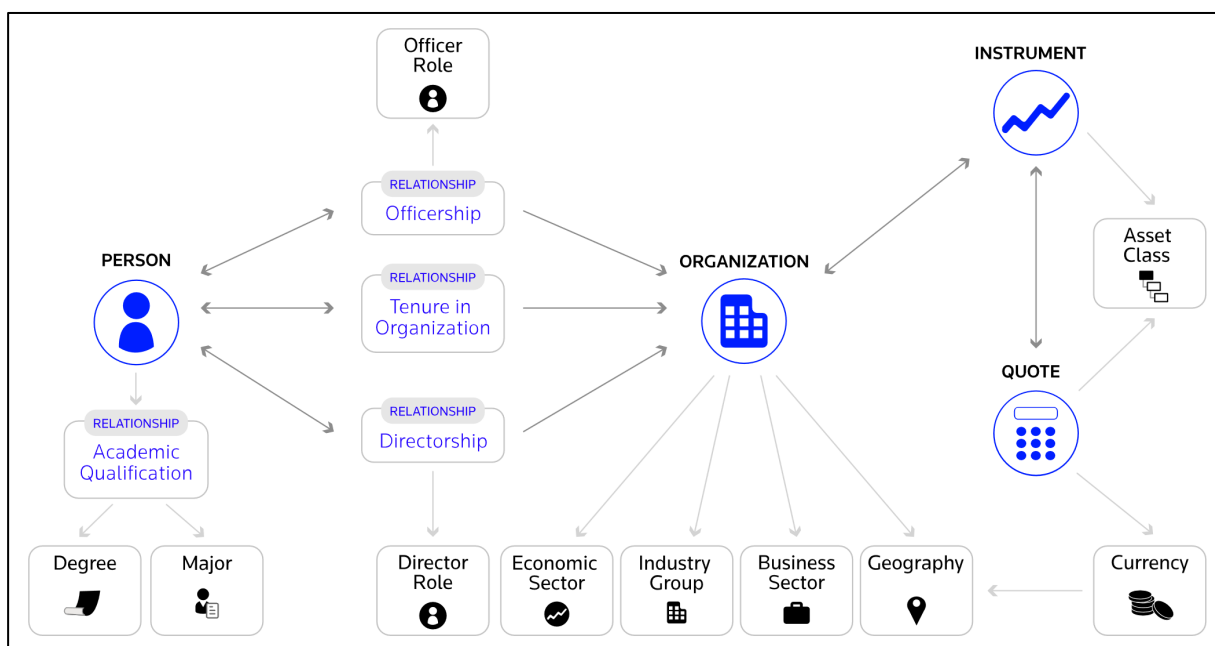 Officer
Role
INSTRUMENT
RELATIONSHIP
Officership
PERSON
RELATIONSHIP
Tenure in
Organization
ORGANIZATION
Asset
Class
QUOTE
RELATIONSHIP
Academic
Qualification
RELATIONSHIP
Directorship
Degree
Major
Director
Role
Economic
Sector
Industry
Group
Business
Sector
Geography
Currency